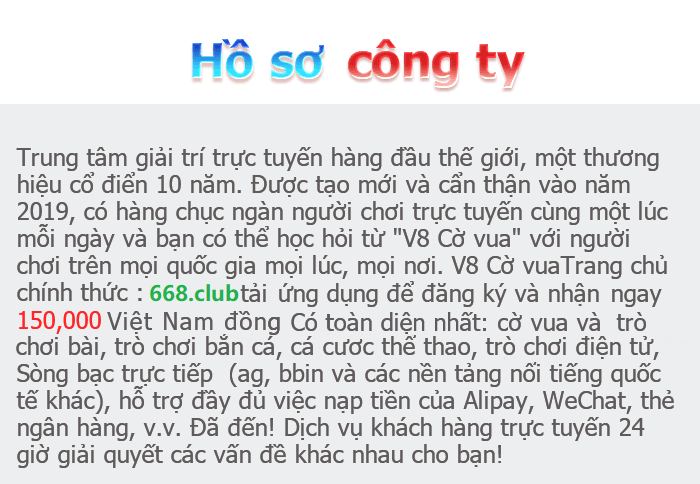 Hồ sơ công ty
Trung tâm giải trí trực tuyến hàng đầu thế giới, một thương
hiệu cổ điển 10 năm. Được tạo mới và cẩn thận vào năm
2019, có hàng chục ngàn người chơi trực tuyến cùng một lúc
mỗi ngày và bạn có thể học hỏi từ "V8 Cờ vua" với người
chơi trên mọi quốc gia mọi lúc, mọi nơi. V8 Cờ vuaTrang chủ
chính thức : 668.clubtải ứng dụng để đăng ký và nhận ngay
150,000 Việt Nam đồng Có toàn diện nhất: cờ vua và trò
chơi bài, trò chơi bắn cá, cá cươc thể thao, trò chơi điện tử,
Sòng bạc trực tiếp (ag, bbin và các nền tảng nối tiếng quốc
tế khác), hỗ trợ đầy đủ việc nạp tiền của Alipay, WeChat, thẻ
ngân hàng, v.v. Đã đến! Dịch vụ khách hàng trực tuyến 24
giờ giải quyết các vấn đề khác nhau cho bạn!